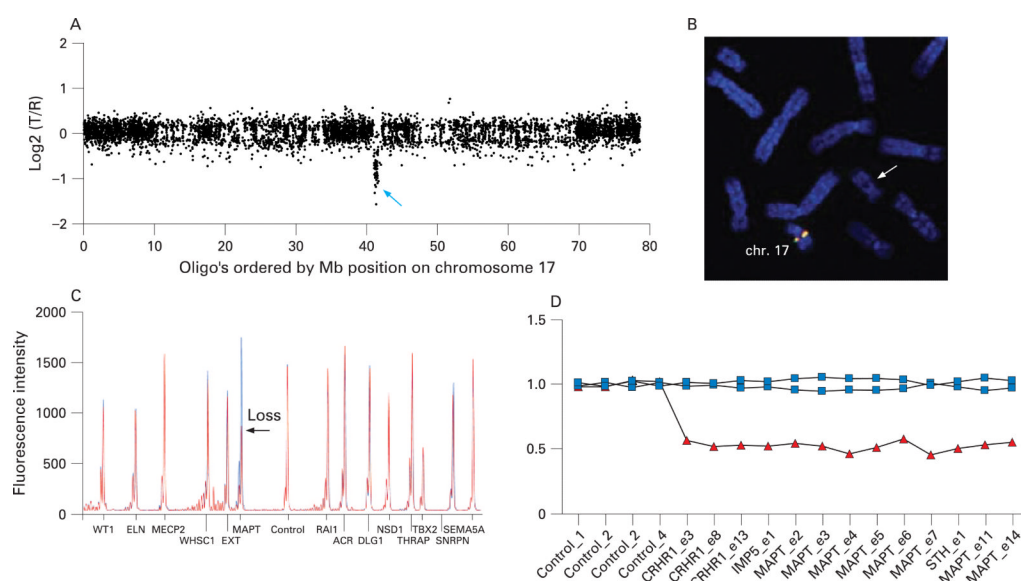 A
Log2 (T/R)
2
1
0
−1
−2
0 10 20 30 40 50 60 70 80
Oligo's ordered by Mb position on chromosome 17
B
chr. 17
C
Fluorescence intensity
2000
1500
1000
500
0
Loss
WT1 ELN MECP2 WHSC1 EXT MAPT Control RAI1 ACR DLG1 NSD1 THRAP TBX2 SNRPN SEMA5A
D
1.5
1.0
0.5
0
Control_1
Control_2
Control_2
Control_4
CRHR1_e3
CRHR1_e8
CRHR1_e13
IMP5_e1
MAPT_e2
MAPT_e3
MAPT_e4
MAPT_e5
MAPT_e6
MAPT_e7
STH_e1
MAPT_e11
MAPT_e14